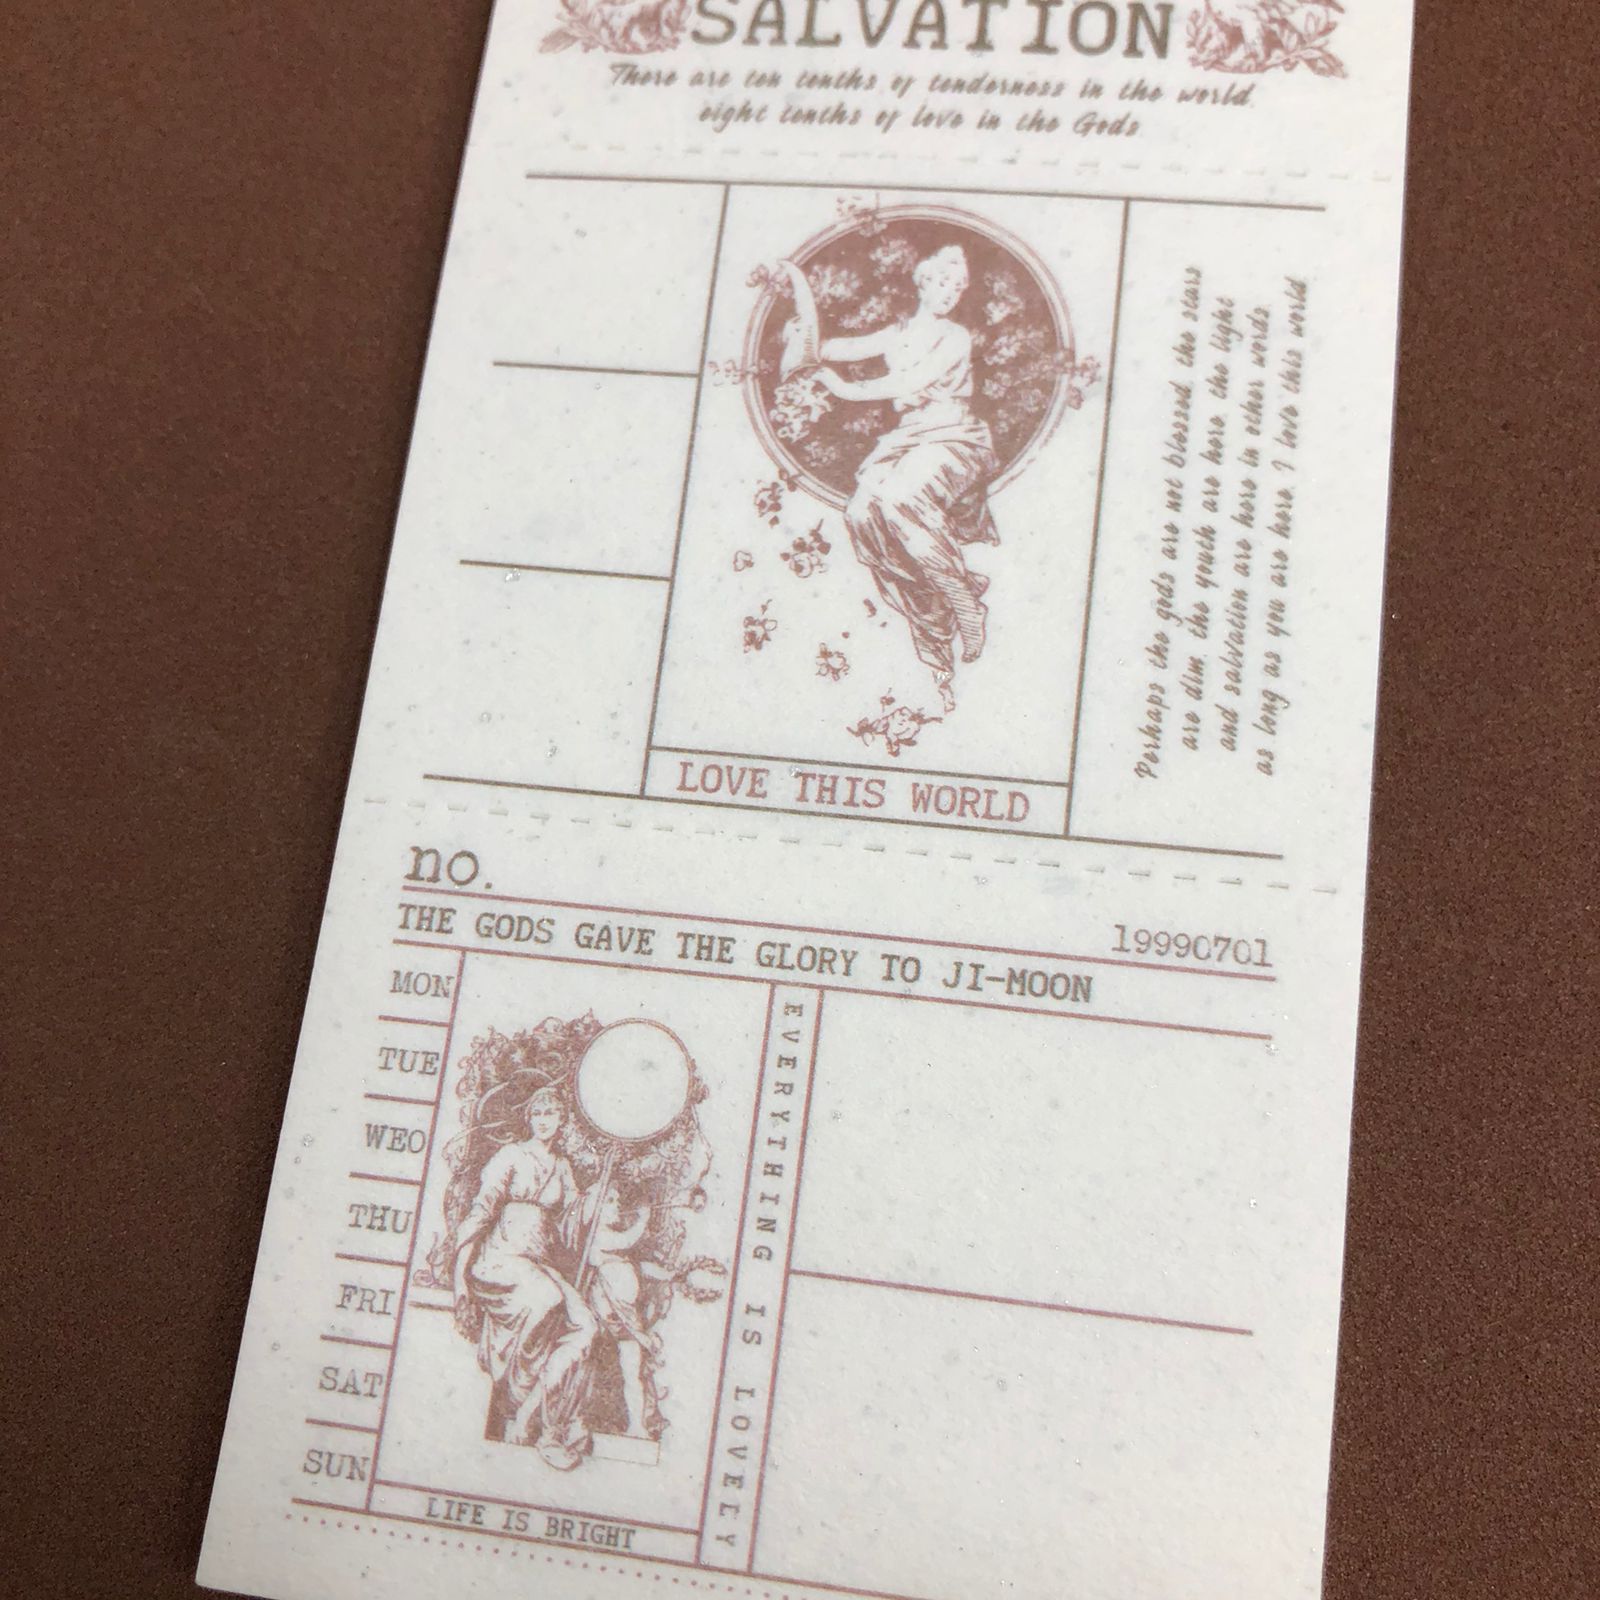 SALVATION
There are ten tenths of tenderness in the world.
eight tenths of love in the Gods
Perhaps the gods are not blessed, the stars
are dim, the youth are here, the light
and salvation are here in other words.
as long as you are here, I love this world
LOVE THIS WORLD
no.
19990701
THE GODS GAVE THE GLORY TO JI-MOON
MON
TUE
WEO
THU
FRI
SAT
SUN
EVERYTHING IS LOVELY
LIFE IS BRIGHT